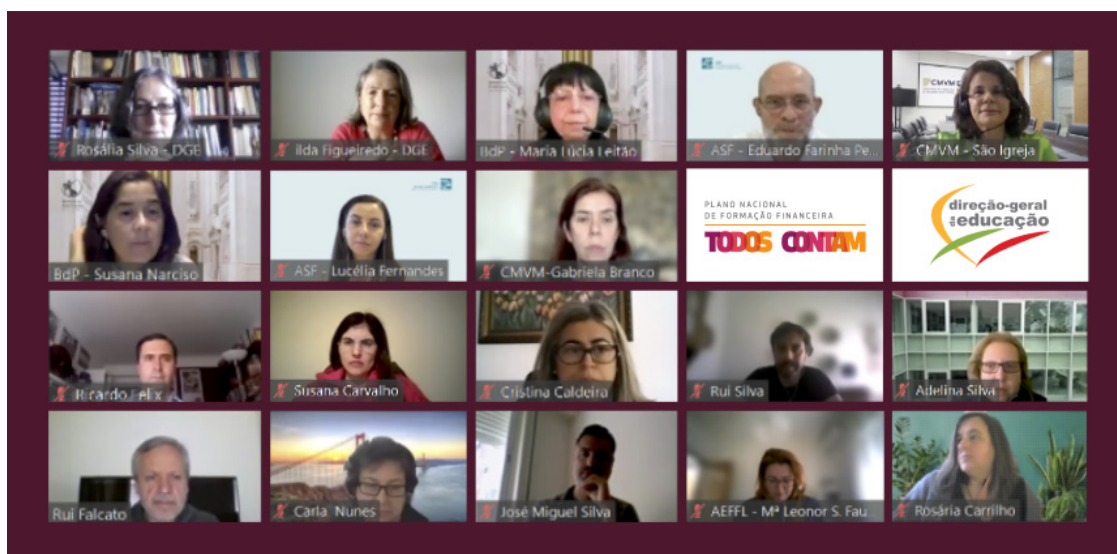 Rosália Silva - DGE
Ilda Figueiredo - DGE
BdP - Maria Lúcia Leitão
ASF - Eduardo Farinha Pe...
CMVM
CMVM - São Igreja
BdP - Susana Narciso
ASF - Lucélia Fernandes
CMVM-Gabriela Branco
PLANO NACIONAL
DE FORMAÇÃO FINANCEIRA
TODOS CONTAM
direção-geral
da educação
Ricardo Felix
Susana Carvalho
Cristina Caldeira
Rui Silva
Adelina Silva
Rui Falcato
Carla Nunes
José Miguel Silva
AEFFL - Mª Leonor S. Fau
Rosária Carrilho